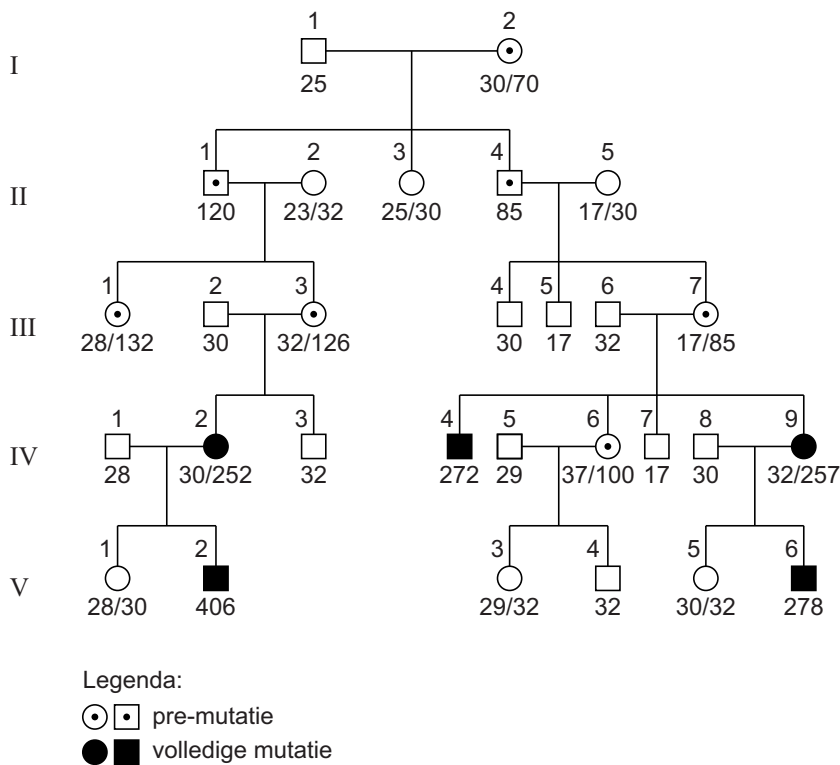 1 2
I
25 30/70
1 2 3 4 5
II
120 23/32 25/30 85 17/30
1 2 3 4 5 6 7
III
28/132 30 32/126 30 17 32 17/85
1 2 3 4 5 6 7 8 9
IV
28 30/252 32 272 29 37/100 17 30 32/257
1 2 3 4 5 6
V
28/30 406 29/32 32 30/32 278
Legenda:
pre-mutatie
volledige mutatie